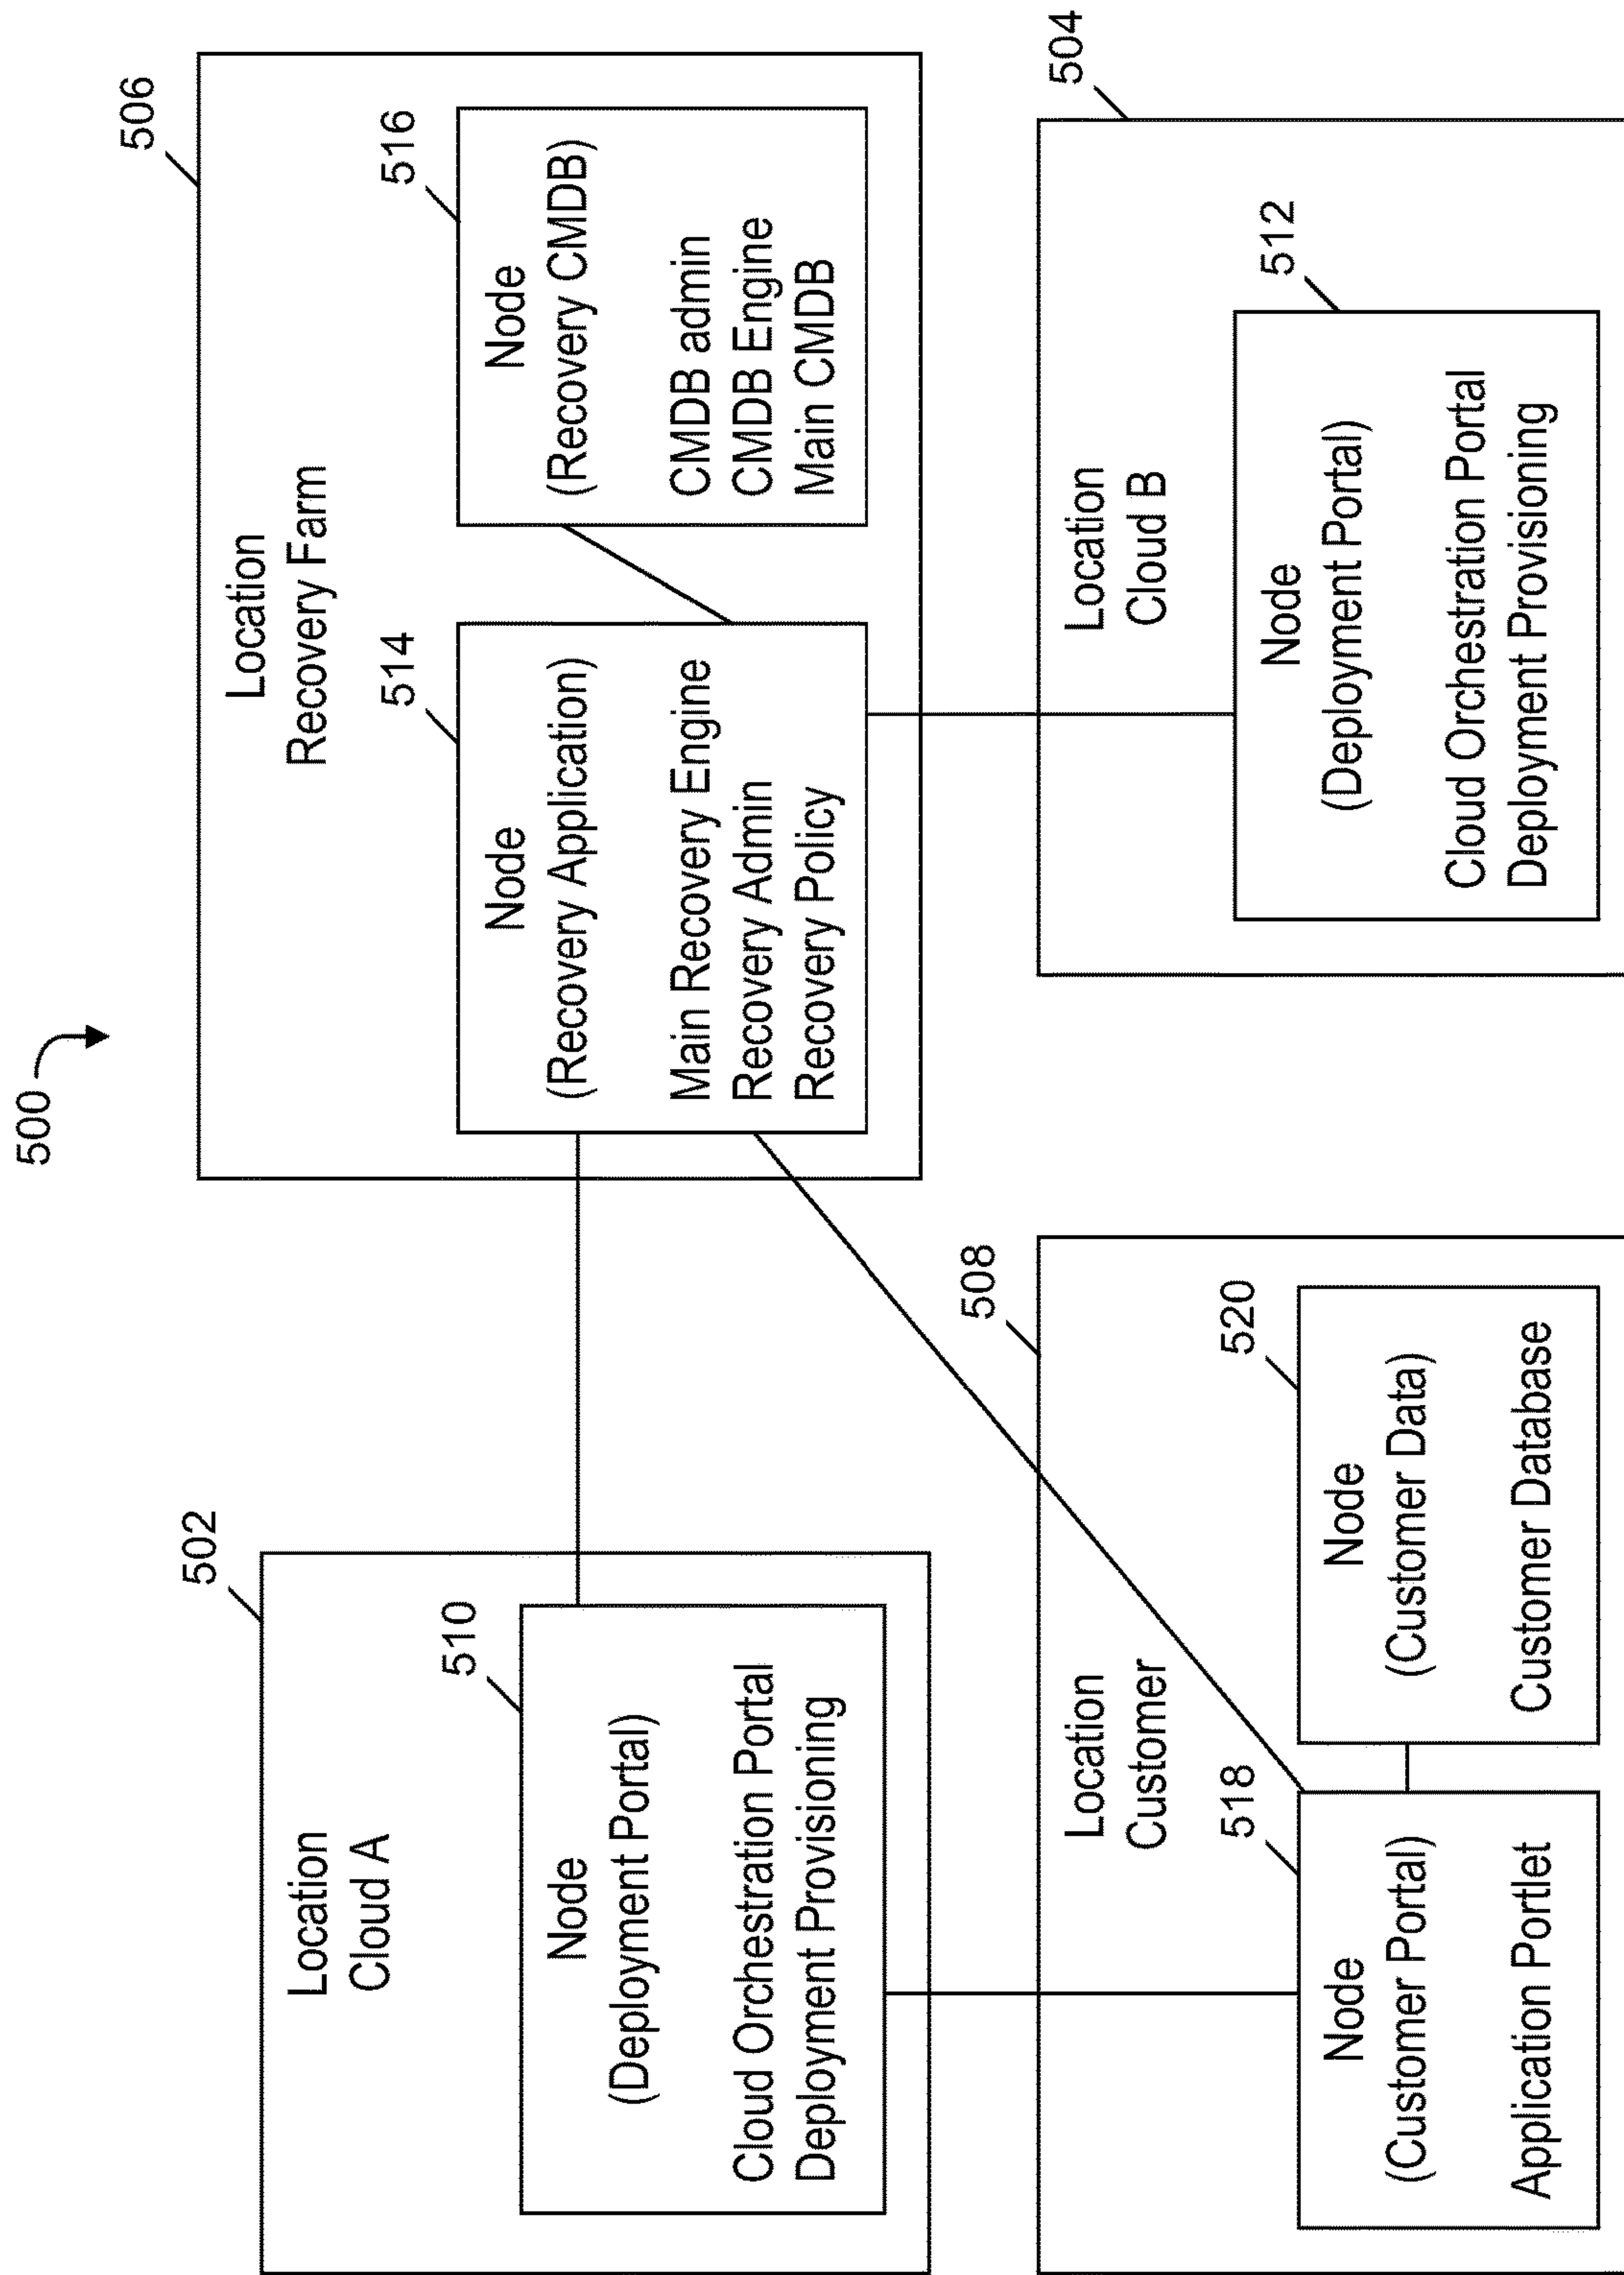 500
502
Location
Cloud A
510
Node
(Deployment Portal)
Cloud Orchestration Portal
Deployment Provisioning
506
Location
Recovery Farm
514
Node
(Recovery Application)
Main Recovery Engine
Recovery Admin
Recovery Policy
516
Node
(Recovery CMDB)
CMDB admin
CMDB Engine
Main CMDB
508
Location
Customer
518
Node
(Customer Portal)
Application Portlet
520
Node
(Customer Data)
Customer Database
504
Location
Cloud B
512
Node
(Deployment Portal)
Cloud Orchestration Portal
Deployment Provisioning